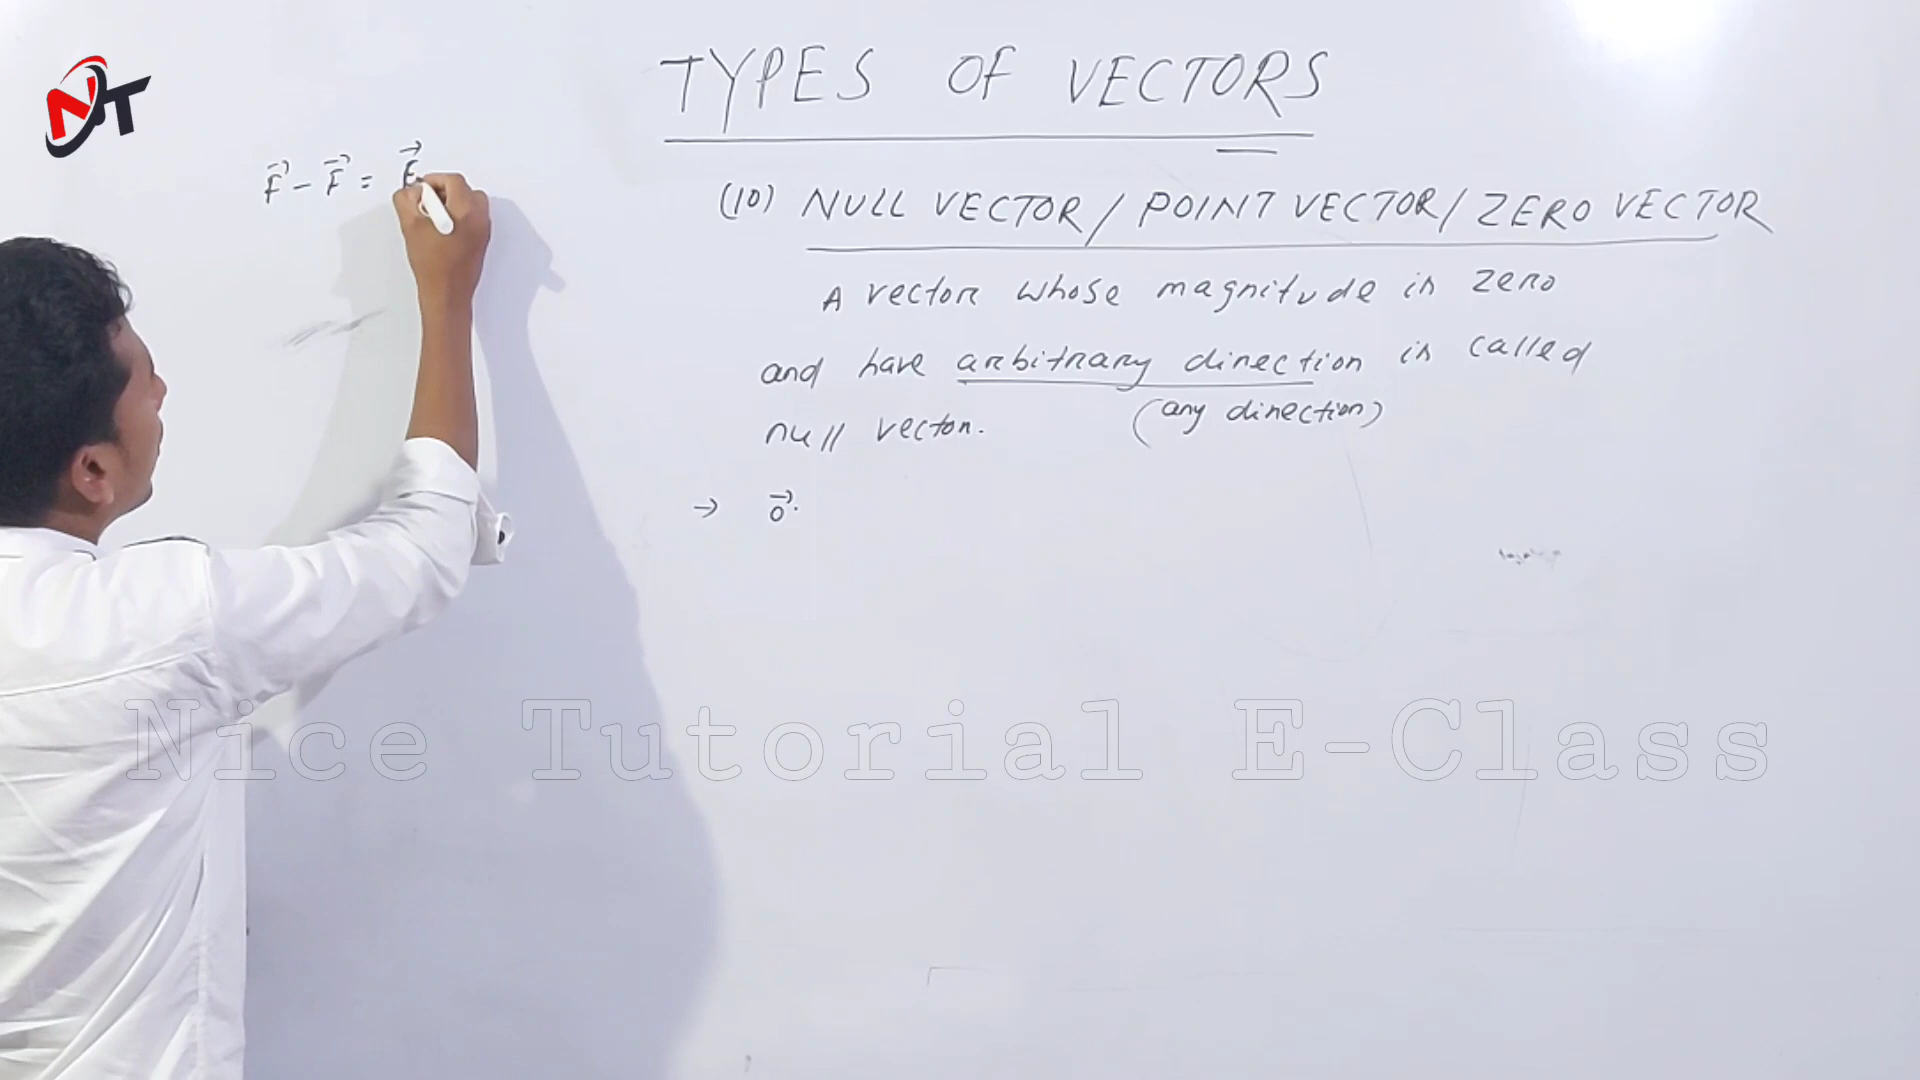 NT
TYPES OF VECTORS
F⃗ - F⃗ = F⃗
(10) NULL VECTOR / POINT VECTOR / ZERO VECTOR
A vector whose magnitude is zero
and have arbitrary direction is called
(any direction)
null vector.
→ 0⃗.
Nice Tutorial E-Class